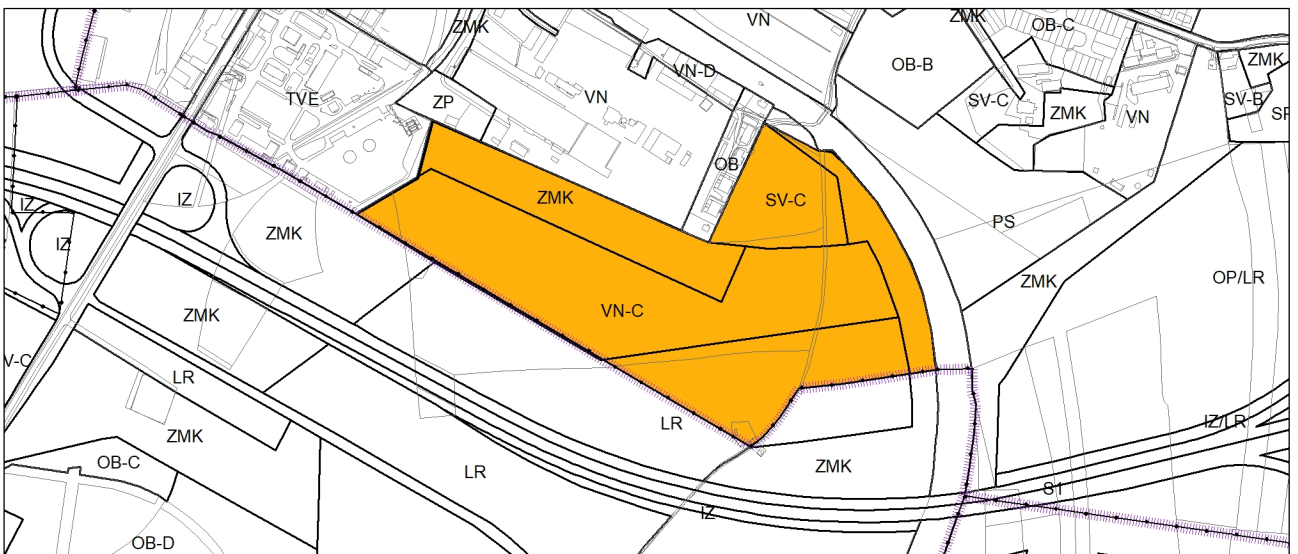 ZMK
VN
ZMK
OB-C
ZMK
OB-B
VN-D
VN
TVE
ZP
SV-C
ZMK
VN
SV-B
OB
ZMK
SV-C
IZ
IZ
IZ
ZMK
PS
ZMK
OP/LR
VN-C
ZMK
V-C
LR
LR
IZ/LR
ZMK
OB-C
LR
ZMK
S1
IZ
OB-D